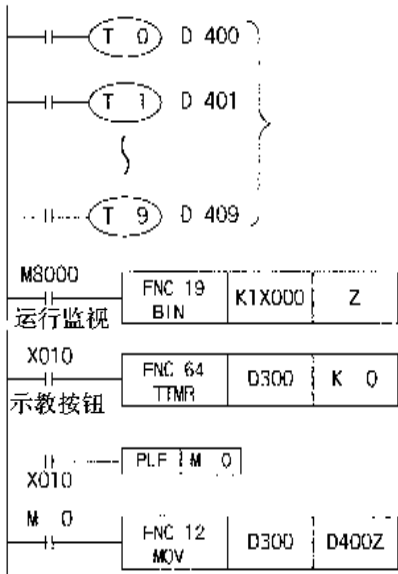 T 0 D 400
T 1 D 401
T 9 D 409
M8000
FNC 19 BIN K1X000 Z
运行监视
X010
FNC 64 TTMR D300 K 0
示教按钮
PLF M 0
X010
M 0
FNC 12 MOV D300 D400Z